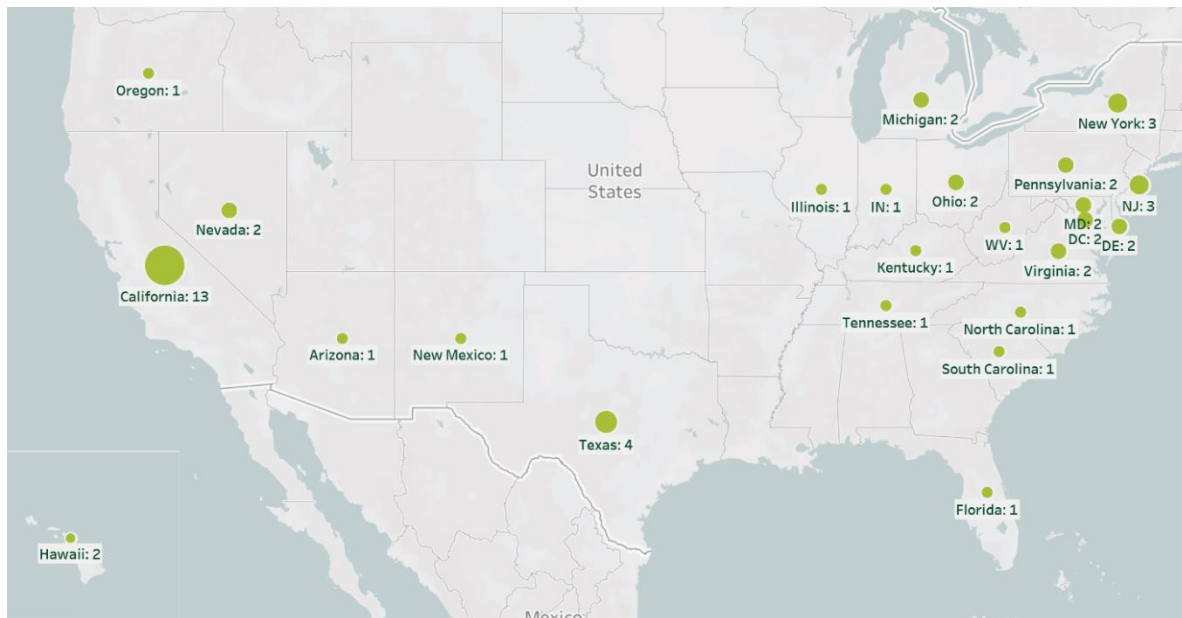 Oregon: 1
Michigan: 2
New York: 3
United
States
Pennsylvania: 2
Illinois: 1
IN: 1
Ohio: 2
NJ: 3
Nevada: 2
MD: 2
DC: 2
DE: 2
WV: 1
Kentucky: 1
Virginia: 2
California: 13
Tennessee: 1
North Carolina: 1
Arizona: 1
New Mexico: 1
South Carolina: 1
Texas: 4
Florida: 1
Hawaii: 2
Mexico